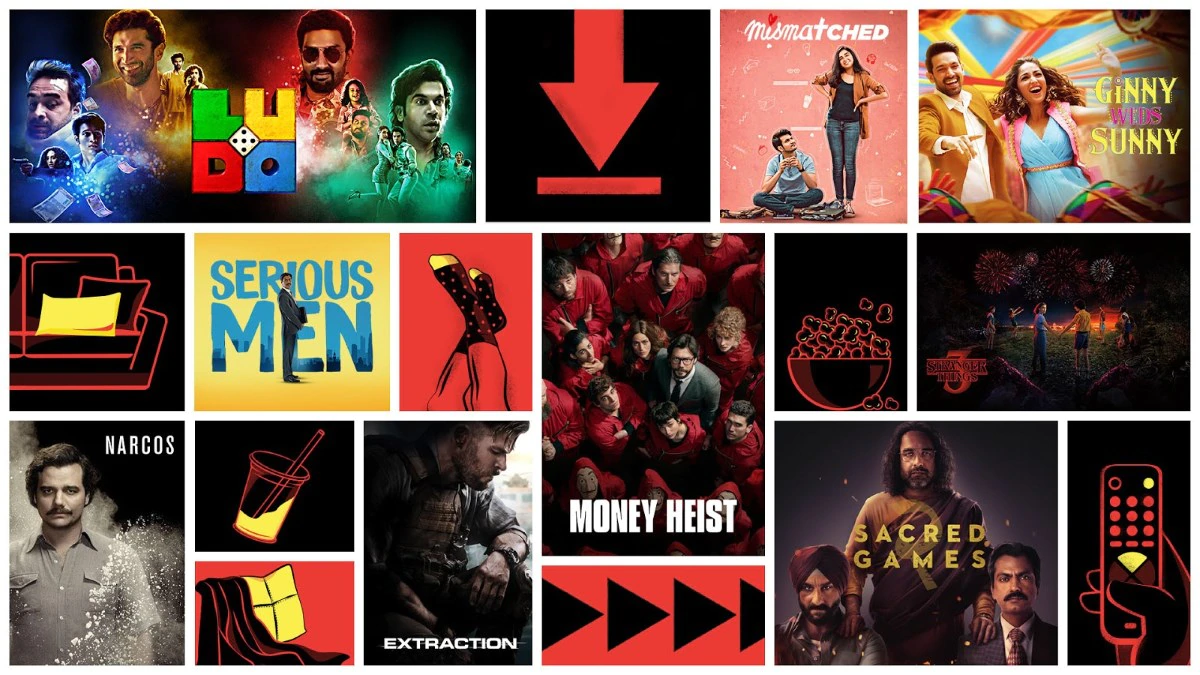 LUDO
mismatchED
GINNY
WEDS
SUNNY
SERIOUS
MEN
MONEY HEIST
STRANGER
THINGS
3
NARCOS
EXTRACTION
SACRED
GAMES